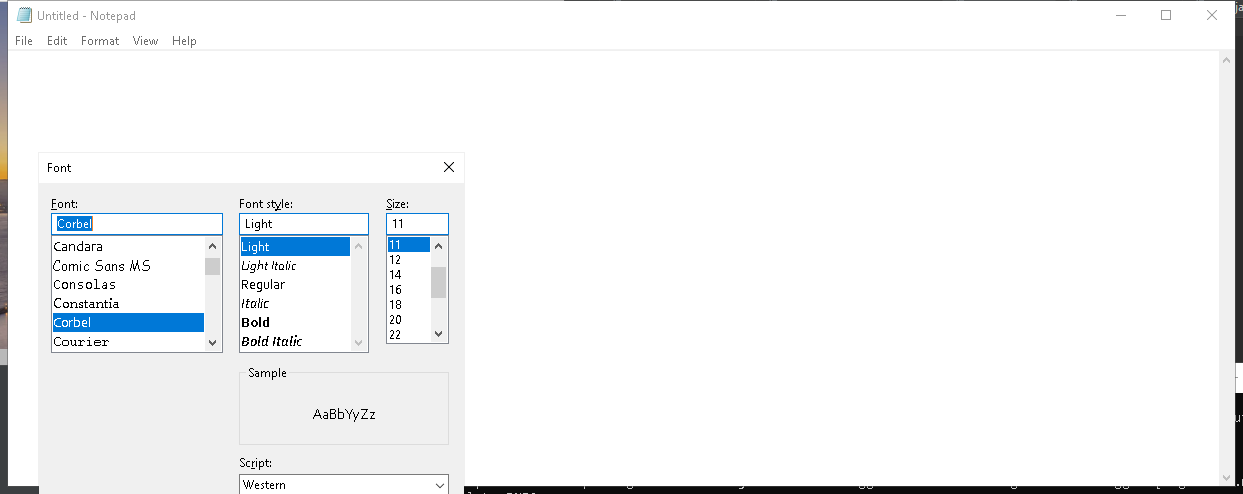 Untitled - Notepad
File Edit Format View Help
Font
Font: Font style: Size:
Corbel Light 11
Candara Light 11
Comic Sans MS Light Italic 12
Consolas Regular 14
Constantia Italic 16
Corbel Bold 18
Courier Bold Italic 20
22
Sample
AaBbYyZz
Script:
Western